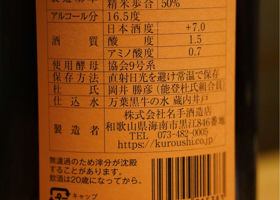 精米歩合 50%
アルコール分 16.5度
酒質 日本酒度 +7.0
酸度 1.5
アミノ酸度 0.7
使用酵母 協会9号系
保存方法 直射日光を避け常温で保存
杜氏 岡井 勝彦(能登杜氏組合員)
仕込水 万葉黒牛の水 蔵内井戸
製造者 株式会社名手酒造店
和歌山県海南市黒江846番地
TEL 073-482-0005
https://kuroushi.co.jp
無濾過のため滓分が沈殿
することがあります。
飲酒は20歳になってから。
キャップ